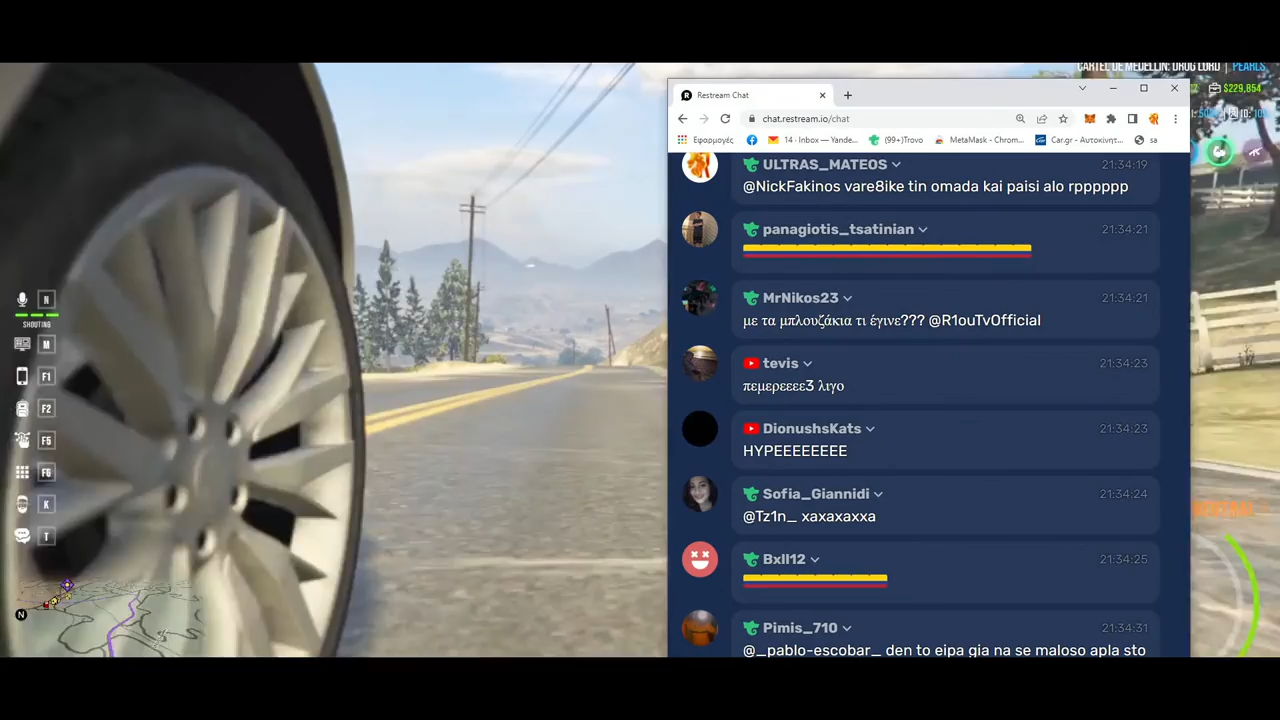 CARTEL DE MEDELLIN: DRUG LORD | PEARLS
$229,854
Restream Chat
chat.restream.io/chat
Εφαρμογές
14 · Inbox — Yande...
(99+)Trovo
MetaMask - Chrom...
Car.gr - Αυτοκίνητ...
sa
ULTRAS_MATEOS 21:34:19
@NickFakinos vare8ike tin omada kai paisi alo rpppppp
panagiotis_tsatinian 21:34:21
MrNikos23 21:34:21
με τα μπλουζάκια τι έγινε??? @R1ouTvOfficial
tevis 21:34:23
πεμερεεεε3 λιγο
DionushsKats 21:34:23
HYPEEEEEEEE
Sofia_Giannidi 21:34:24
@Tz1n_ xaxaxaxxa
Bxll12 21:34:25
Pimis_710 21:34:31
@_pablo-escobar_ den to eipa gia na se maloso apla sto
N
SHOUTING
M
F1
F2
F5
F6
K
T
N